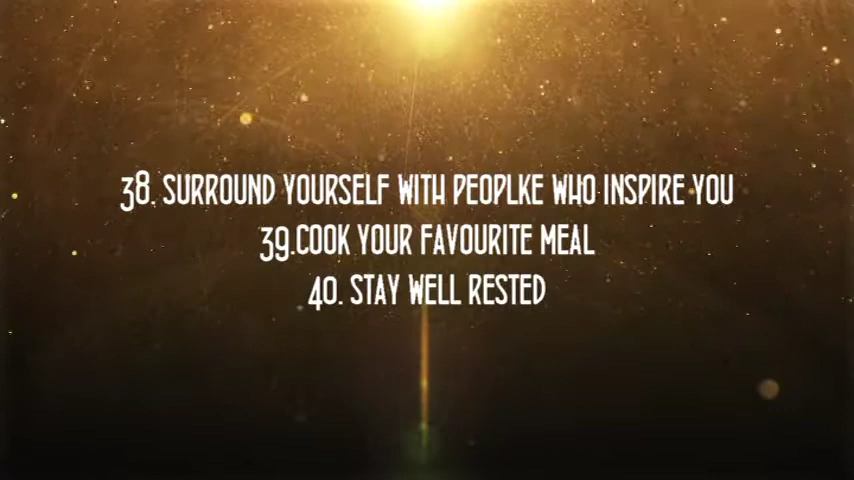 38. SURROUND YOURSELF WITH PEOPLKE WHO INSPIRE YOU
39.COOK YOUR FAVOURITE MEAL
40. STAY WELL RESTED